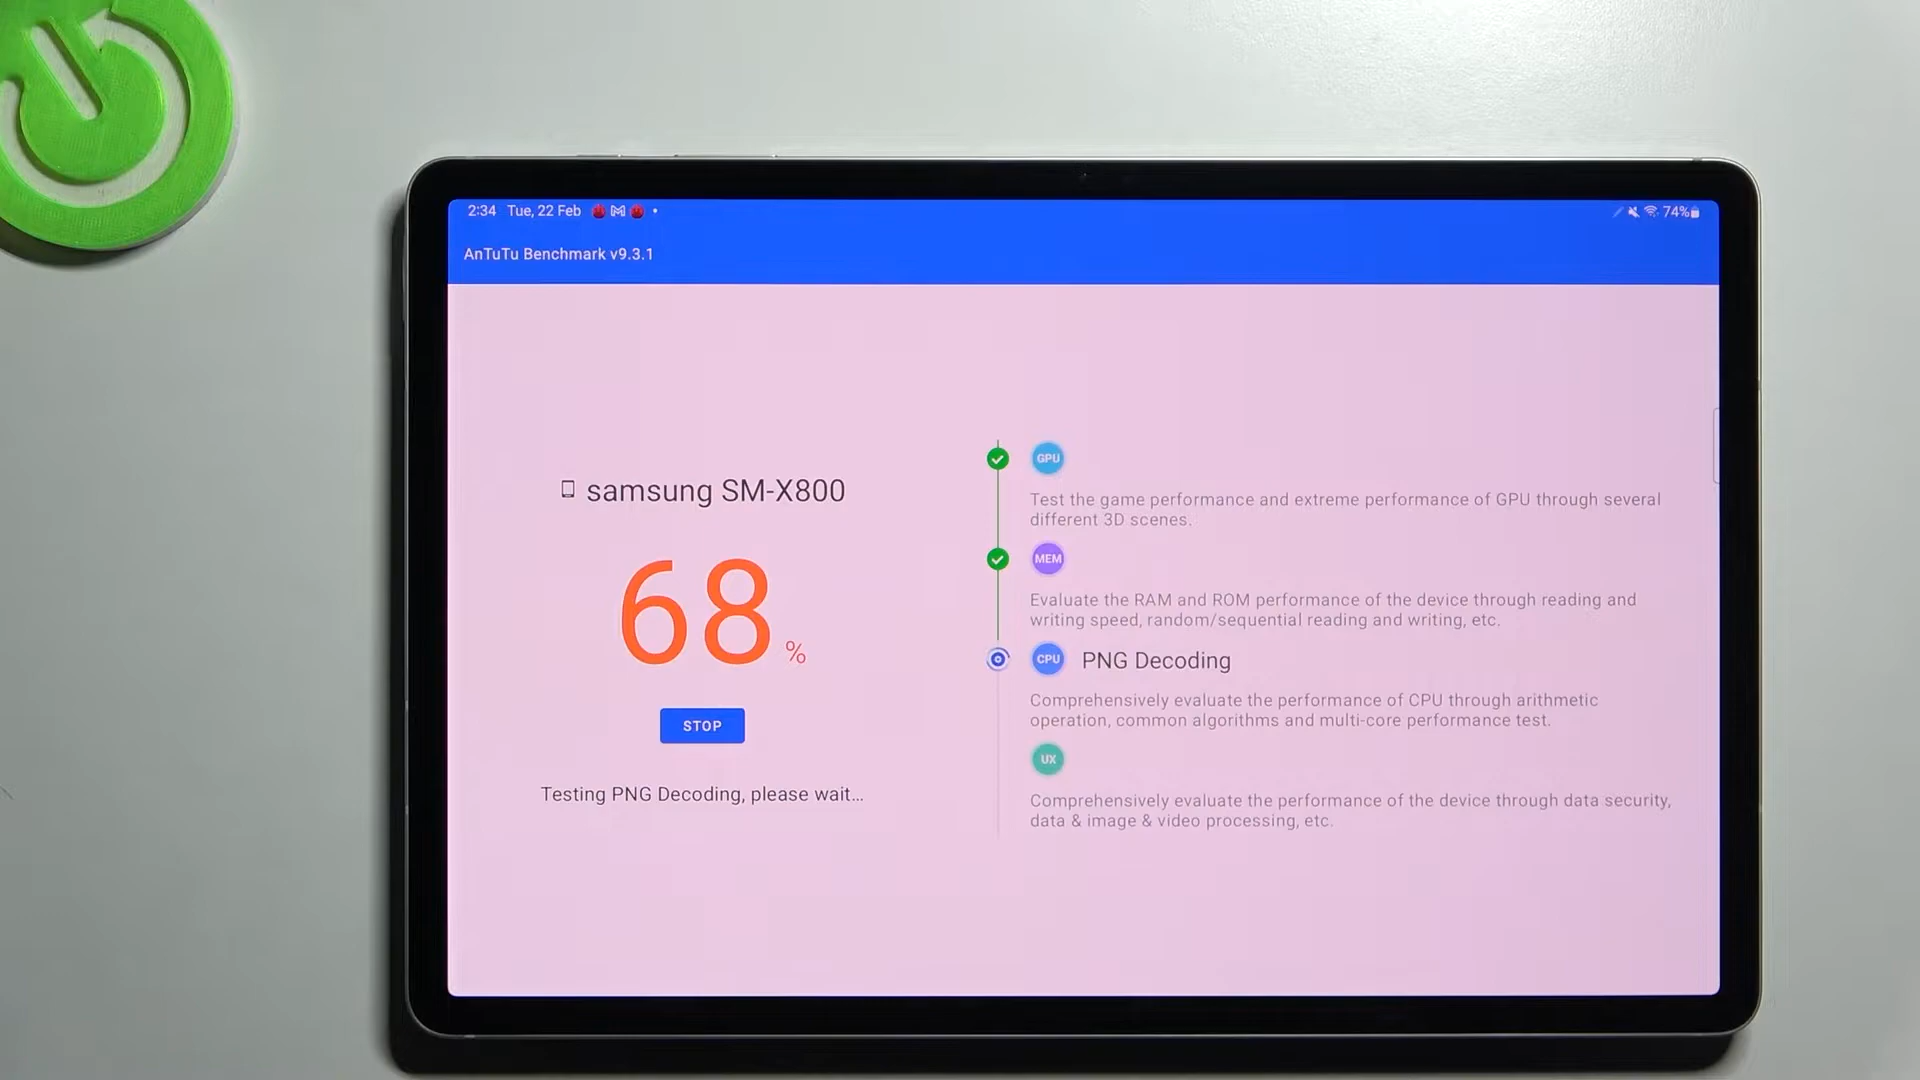 2:34 Tue, 22 Feb
74%
AnTuTu Benchmark v9.3.1
samsung SM-X800
68%
STOP
Testing PNG Decoding, please wait...
GPU
Test the game performance and extreme performance of GPU through several
different 3D scenes.
MEM
Evaluate the RAM and ROM performance of the device through reading and
writing speed, random/sequential reading and writing, etc.
CPU PNG Decoding
Comprehensively evaluate the performance of CPU through arithmetic
operation, common algorithms and multi-core performance test.
UX
Comprehensively evaluate the performance of the device through data security,
data & image & video processing, etc.